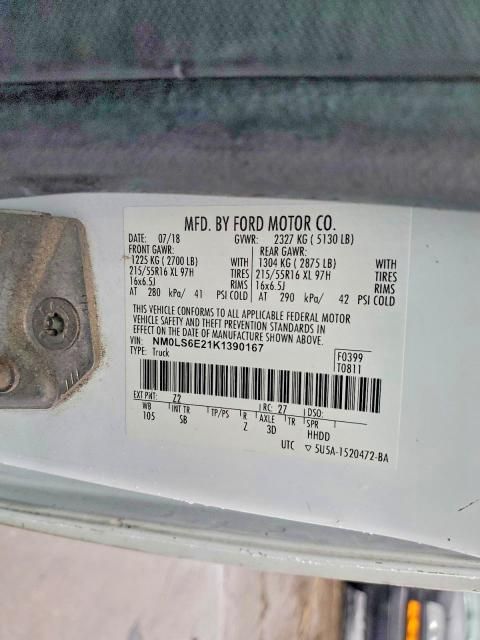 MFD. BY FORD MOTOR CO.
DATE: 07/18 GVWR: 2327 KG ( 5130 LB)
FRONT GAWR: REAR GAWR:
1225 KG ( 2700 LB) WITH 1304 KG ( 2875 LB) WITH
215/55R16 XL 97H TIRES 215/55R16 XL 97H TIRES
16x6.5J RIMS 16x6.5J RIMS
AT 280 kPa/ 41 PSI COLD AT 290 kPa/ 42 PSI COLD
THIS VEHICLE CONFORMS TO ALL APPLICABLE FEDERAL MOTOR
VEHICLE SAFETY AND THEFT PREVENTION STANDARDS IN
EFFECT ON THE DATE OF MANUFACTURE SHOWN ABOVE.
VIN: NM0LS6E21K1390167 F0399
TYPE: Truck T0811
EXT PNT: Z2 RC: 27 DSO:
WB INT TR TP/PS R AXLE TR SPR
105 SB Z 3D HHDD
UTC ▽ 5U5A-1520472-BA